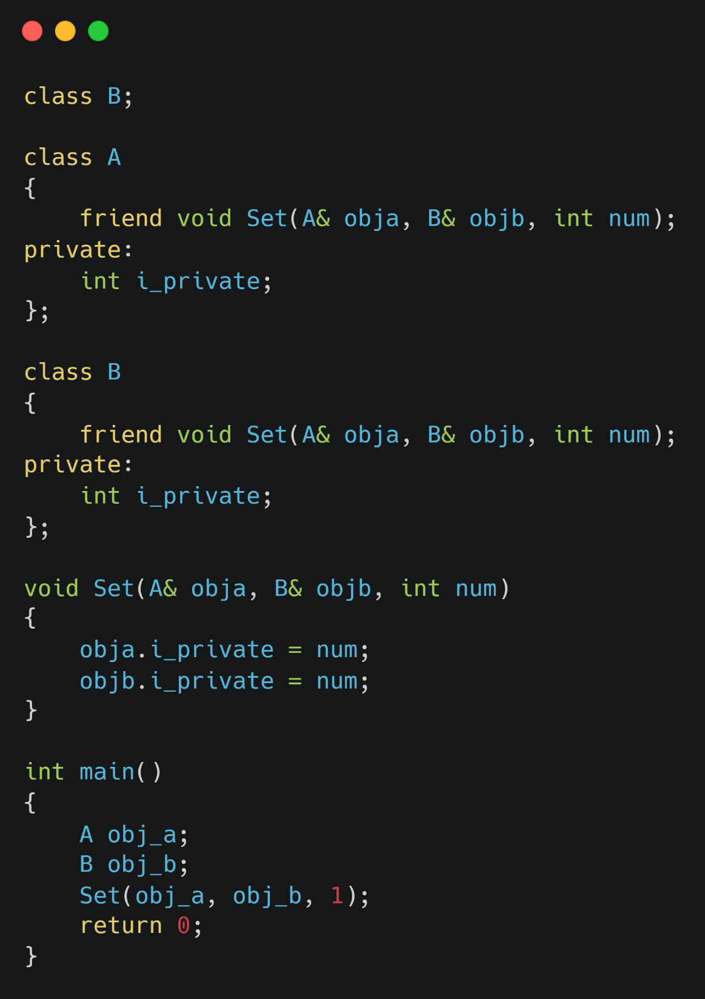 class B;

class A
{
    friend void Set(A& obja, B& objb, int num);
private:
    int i_private;
};

class B
{
    friend void Set(A& obja, B& objb, int num);
private:
    int i_private;
};

void Set(A& obja, B& objb, int num)
{
    obja.i_private = num;
    objb.i_private = num;
}

int main()
{
    A obj_a;
    B obj_b;
    Set(obj_a, obj_b, 1);
    return 0;
}